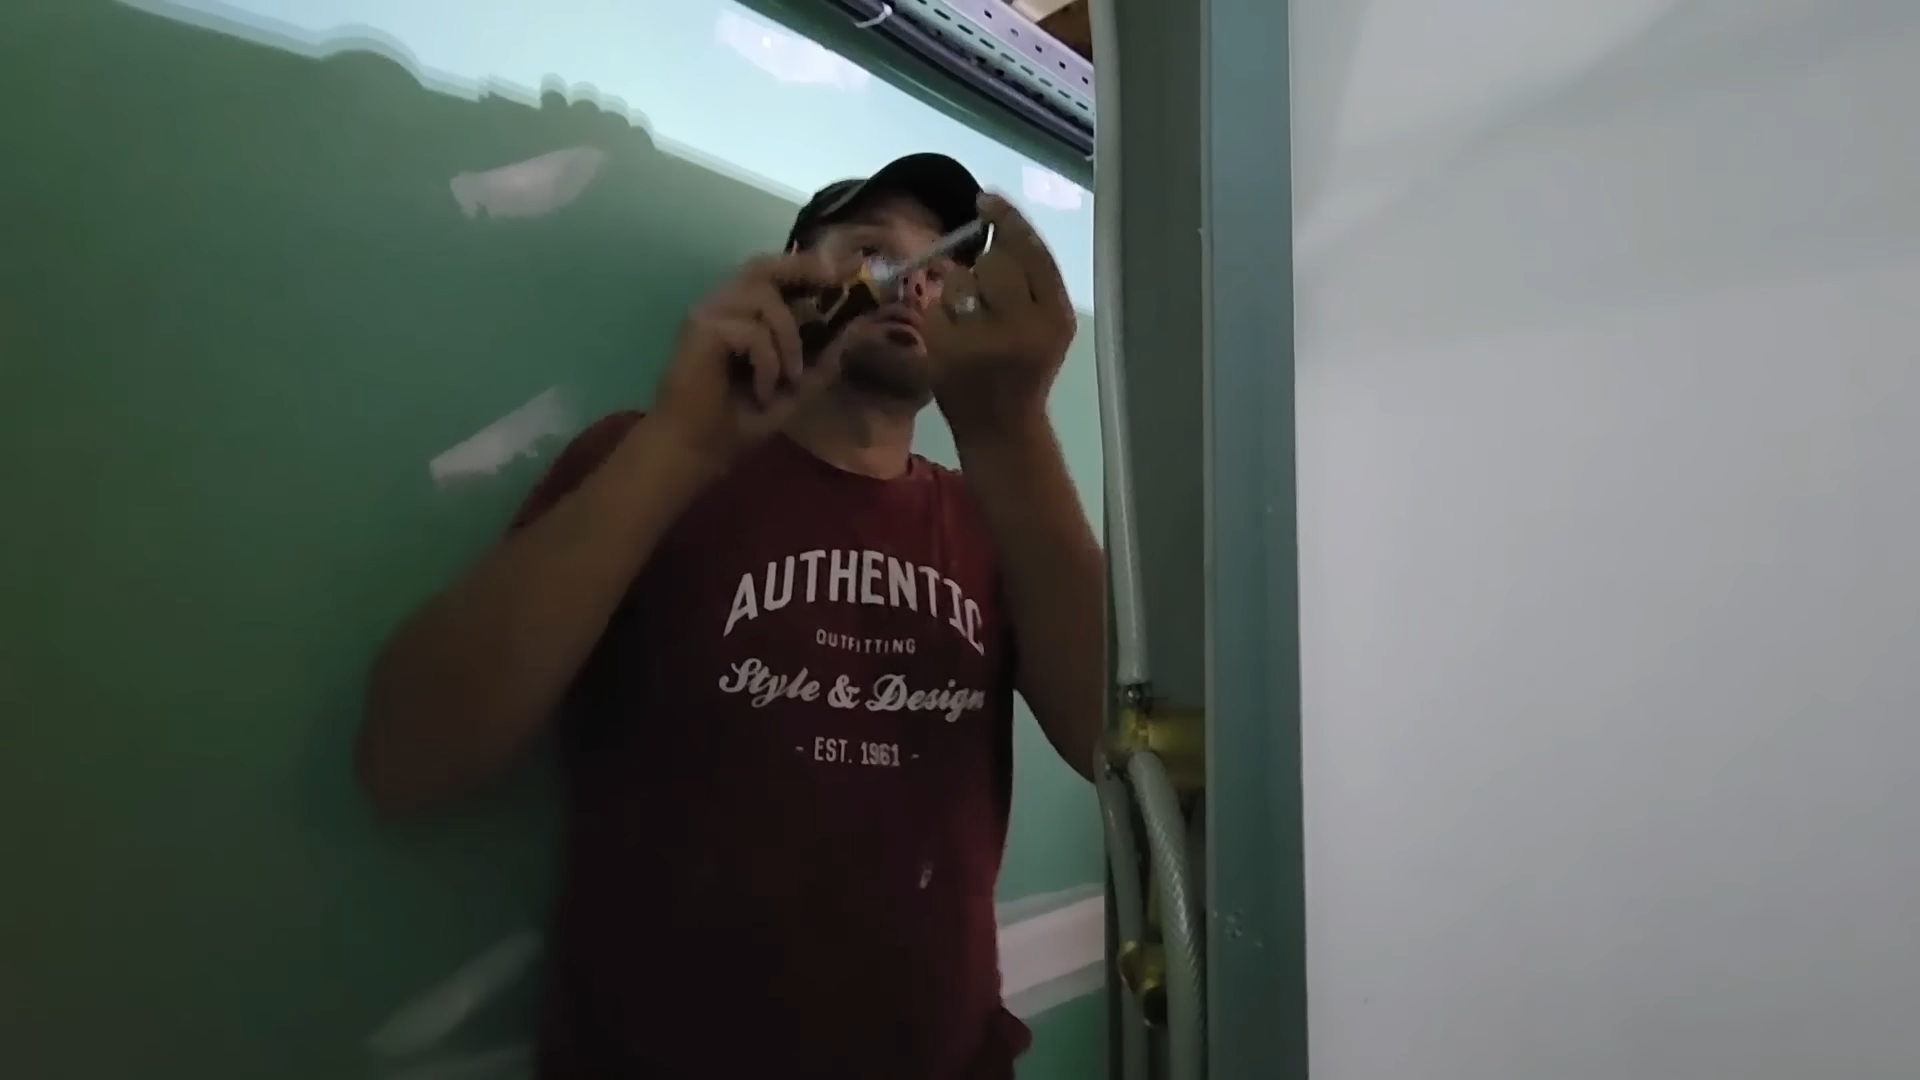 AUTHENTIC
OUTFITTING
Style & Design
- EST. 1961 -